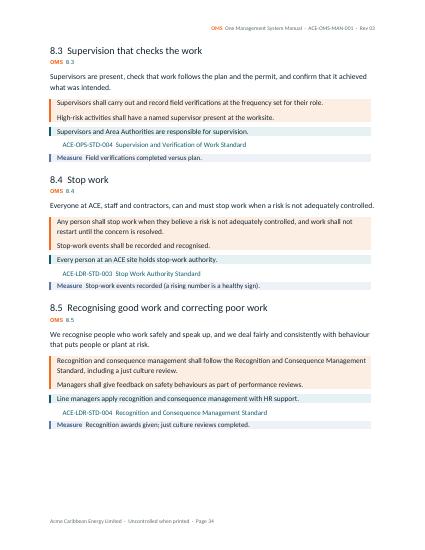 OMS One Management System Manual · ACE-OMS-MAN-001 · Rev 03
8.3 Supervision that checks the work
OMS 8.3
Supervisors are present, check that work follows the plan and the permit, and confirm that it achieved
what was intended.
Supervisors shall carry out and record field verifications at the frequency set for their role.
High-risk activities shall have a named supervisor present at the worksite.
Supervisors and Area Authorities are responsible for supervision.
ACE-OPS-STD-004 Supervision and Verification of Work Standard
Measure Field verifications completed versus plan.
8.4 Stop work
OMS 8.4
Everyone at ACE, staff and contractors, can and must stop work when a risk is not adequately controlled.
Any person shall stop work when they believe a risk is not adequately controlled, and work shall not
restart until the concern is resolved.
Stop-work events shall be recorded and recognised.
Every person at an ACE site holds stop-work authority.
ACE-LDR-STD-003 Stop Work Authority Standard
Measure Stop-work events recorded (a rising number is a healthy sign).
8.5 Recognising good work and correcting poor work
OMS 8.5
We recognise people who work safely and speak up, and we deal fairly and consistently with behaviour
that puts people or plant at risk.
Recognition and consequence management shall follow the Recognition and Consequence Management
Standard, including a just culture review.
Managers shall give feedback on safety behaviours as part of performance reviews.
Line managers apply recognition and consequence management with HR support.
ACE-LDR-STD-004 Recognition and Consequence Management Standard
Measure Recognition awards given; just culture reviews completed.
Acme Caribbean Energy Limited · Uncontrolled when printed · Page 34